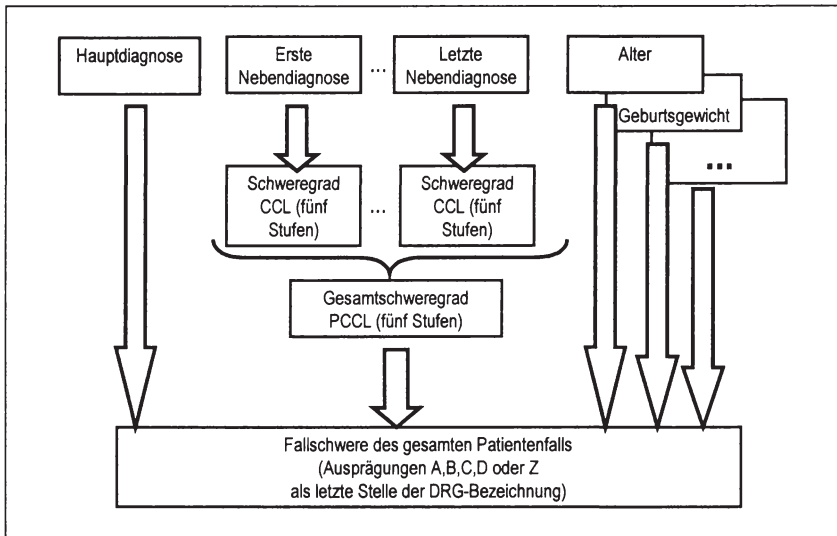 Hauptdiagnose
Erste
Nebendiagnose
...
Letzte
Nebendiagnose
Alter
Geburtsgewicht
...
Schweregrad
CCL (fünf
Stufen)
...
Schweregrad
CCL (fünf
Stufen)
Gesamtschweregrad
PCCL (fünf Stufen)
Fallschwere des gesamten Patientenfalls
(Ausprägungen A,B,C,D oder Z
als letzte Stelle der DRG-Bezeichnung)